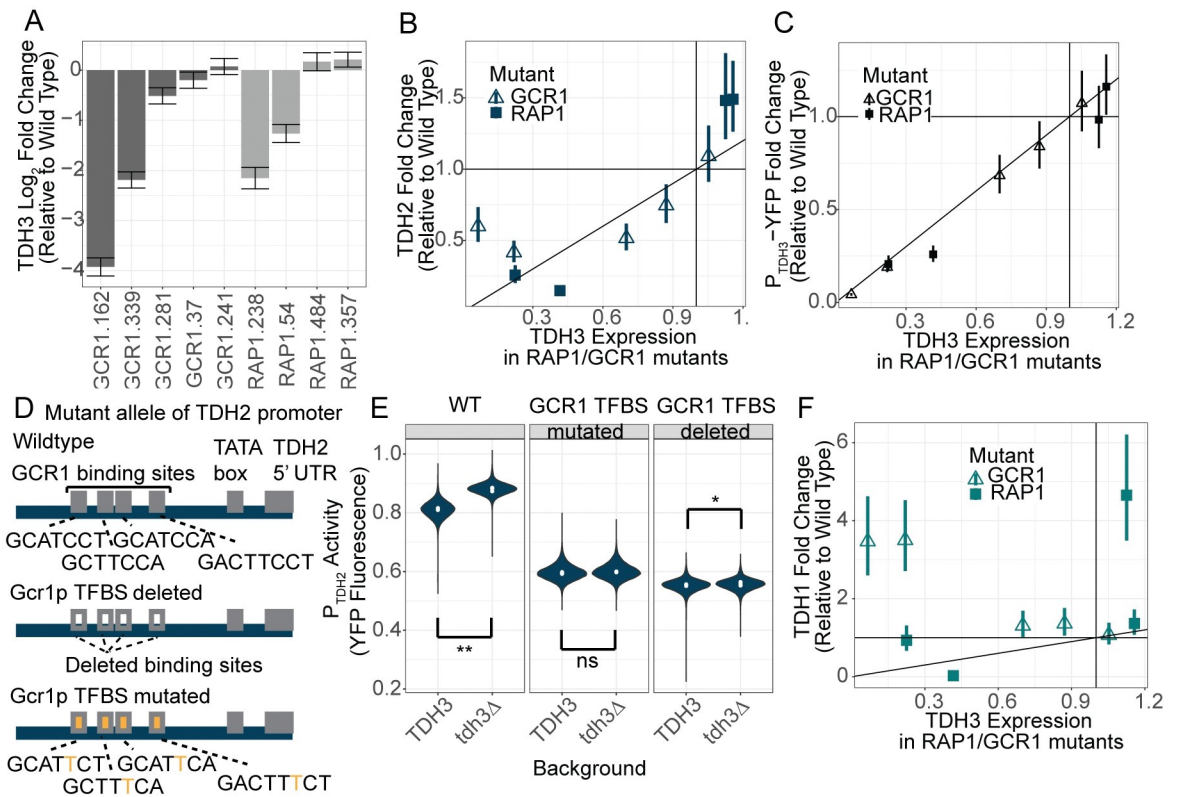 A
TDH3 Log2 Fold Change
(Relative to Wild Type)
0
−1
−2
−3
−4
GCR1.162
GCR1.339
GCR1.281
GCR1.37
GCR1.241
RAP1.238
RAP1.54
RAP1.484
RAP1.357
B
TDH2 Fold Change
(Relative to Wild Type)
Mutant
GCR1
RAP1
1.5
1.0
0.5
0.3 0.6 0.9 1.
TDH3 Expression
in RAP1/GCR1 mutants
C
PTDH3−YFP Fold Change
(Relative to Wild Type)
Mutant
GCR1
RAP1
1.0
0.5
0.0
0.3 0.6 0.9 1.2
TDH3 Expression
in RAP1/GCR1 mutants
D Mutant allele of TDH2 promoter
Wildtype
GCR1 binding sites
TATA
box
TDH2
5' UTR
GCATCCT GCATCCA
GCTTCCA
GACTTCCT
Gcr1p TFBS deleted
Deleted binding sites
Gcr1p TFBS mutated
GCATTCT GCATTCA
GCTTTCA
GACTTTCT
E
WT
GCR1 TFBS
mutated
GCR1 TFBS
deleted
PTDH2 Activity
(YFP Fluorescence)
1.0
0.8
0.6
0.4
0.2
**
ns
*
TDH3
tdh3Δ
TDH3
tdh3Δ
TDH3
tdh3Δ
Background
F
TDH1 Fold Change
(Relative to Wild Type)
Mutant
GCR1
RAP1
6
4
2
0
0.3 0.6 0.9 1.2
TDH3 Expression
in RAP1/GCR1 mutants